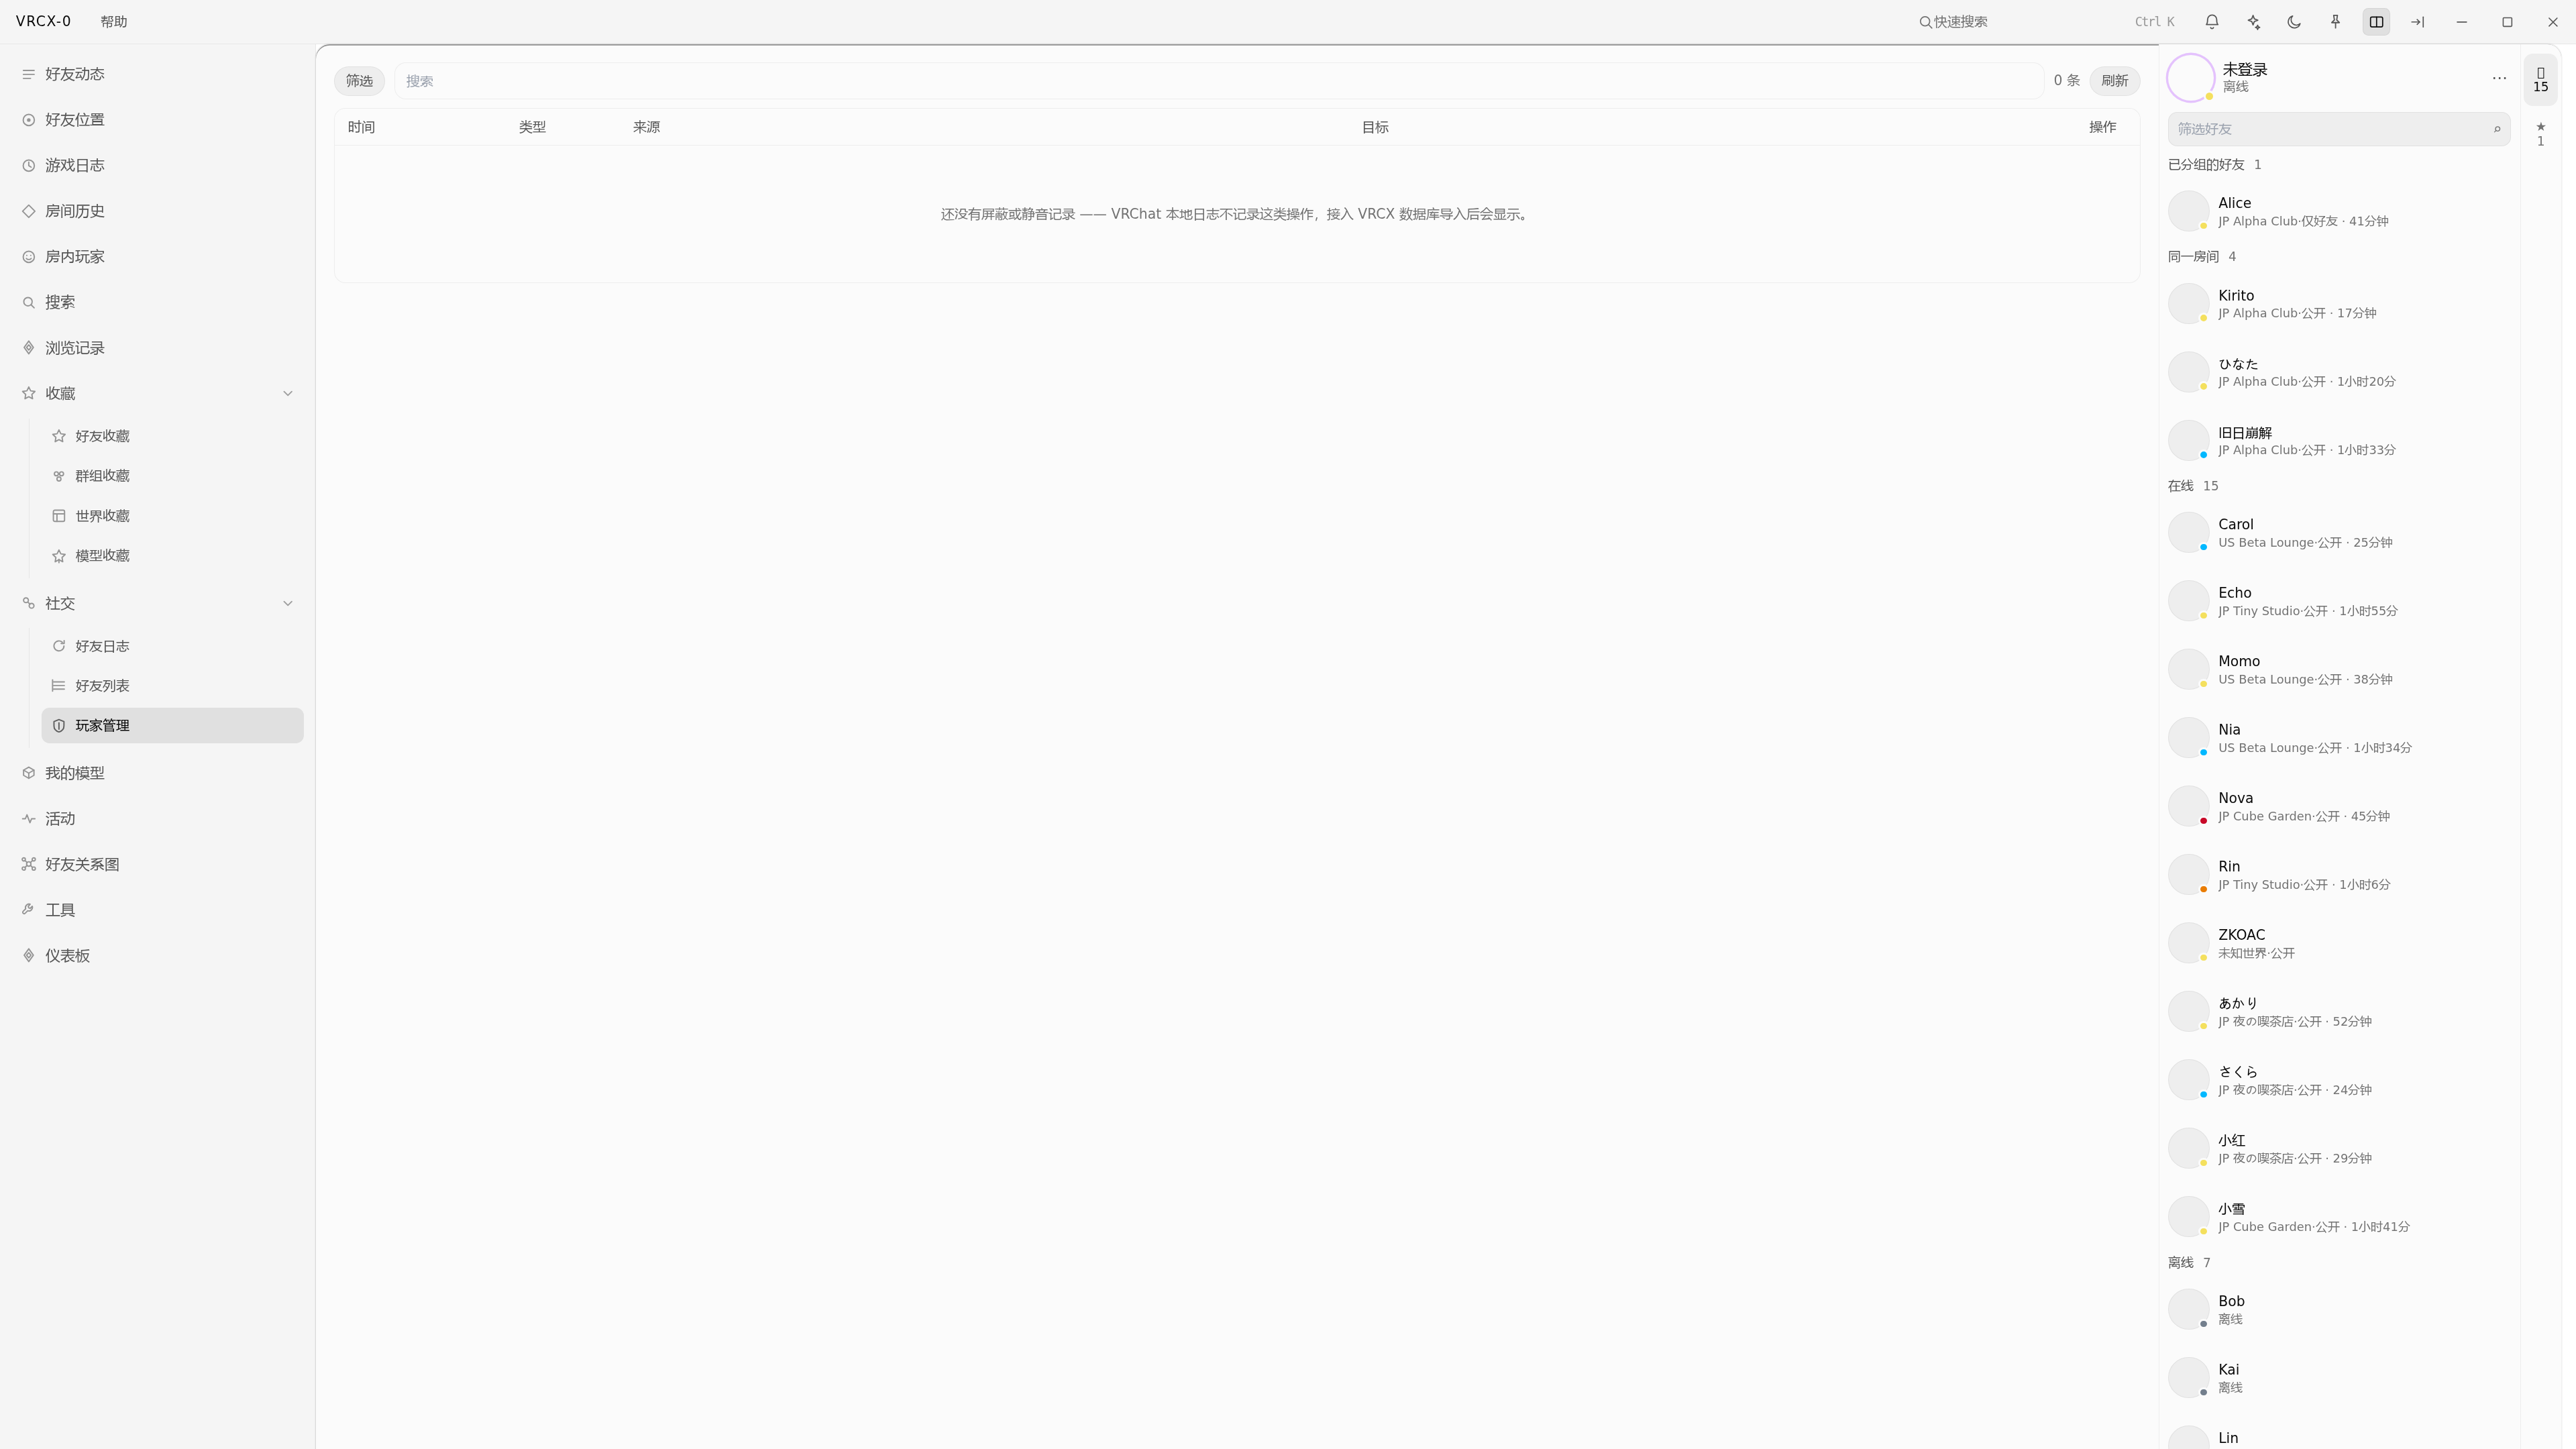 VRCX-0
帮助
快速搜索
Ctrl K
好友动态
好友位置
游戏日志
房间历史
房内玩家
搜索
浏览记录
收藏
好友收藏
群组收藏
世界收藏
模型收藏
社交
好友日志
好友列表
玩家管理
我的模型
活动
好友关系图
工具
仪表板
筛选
搜索
0 条
刷新
时间 类型 来源 目标 操作
还没有屏蔽或静音记录 —— VRChat 本地日志不记录这类操作，接入 VRCX 数据库导入后会显示。
未登录
离线
筛选好友
已分组的好友 1
Alice
JP Alpha Club·仅好友 · 41分钟
同一房间 4
Kirito
JP Alpha Club·公开 · 17分钟
ひなた
JP Alpha Club·公开 · 1小时20分
旧日崩解
JP Alpha Club·公开 · 1小时33分
在线 15
Carol
US Beta Lounge·公开 · 25分钟
Echo
JP Tiny Studio·公开 · 1小时55分
Momo
US Beta Lounge·公开 · 38分钟
Nia
US Beta Lounge·公开 · 1小时34分
Nova
JP Cube Garden·公开 · 45分钟
Rin
JP Tiny Studio·公开 · 1小时6分
ZKOAC
未知世界·公开
あかり
JP 夜の喫茶店·公开 · 52分钟
さくら
JP 夜の喫茶店·公开 · 24分钟
小红
JP 夜の喫茶店·公开 · 29分钟
小雪
JP Cube Garden·公开 · 1小时41分
离线 7
Bob
离线
Kai
离线
Lin
15
★
1